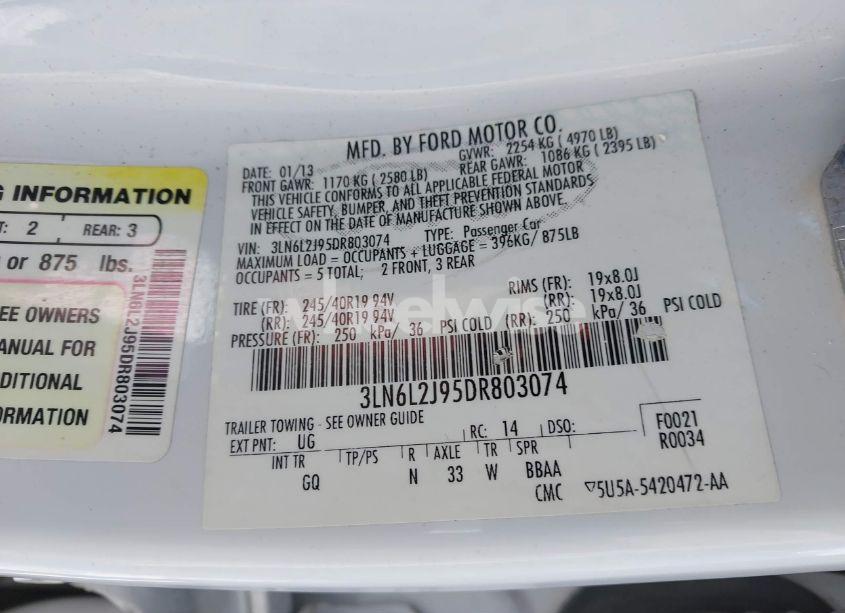 G INFORMATION
T: 2 REAR: 3
or 875 lbs.
EE OWNERS
MANUAL FOR
DITIONAL
ORMATION
3LN6L2J95DR803074
MFD. BY FORD MOTOR CO.
DATE: 01/13 GVWR: 2254 KG ( 4970 LB)
FRONT GAWR: 1170 KG ( 2580 LB) REAR GAWR: 1086 KG ( 2395 LB)
THIS VEHICLE CONFORMS TO ALL APPLICABLE FEDERAL MOTOR
VEHICLE SAFETY, BUMPER, AND THEFT PREVENTION STANDARDS
IN EFFECT ON THE DATE OF MANUFACTURE SHOWN ABOVE.
VIN: 3LN6L2J95DR803074 TYPE: Passenger Car
MAXIMUM LOAD = OCCUPANTS + LUGGAGE = 396KG/ 875LB
OCCUPANTS = 5 TOTAL; 2 FRONT, 3 REAR
TIRE (FR): 245/40R19 94V RIMS (FR): 19x8.0J
(RR): 245/40R19 94V (RR): 19x8.0J
PRESSURE (FR): 250 kPa/ 36 PSI COLD (RR): 250 kPa/ 36 PSI COLD
3LN6L2J95DR803074
TRAILER TOWING - SEE OWNER GUIDE
EXT PNT: UG RC: 14 DSO: F0021
R0034
INT TR TP/PS R AXLE TR SPR
GQ N 33 W BBAA
CMC ▽5U5A-5420472-AA